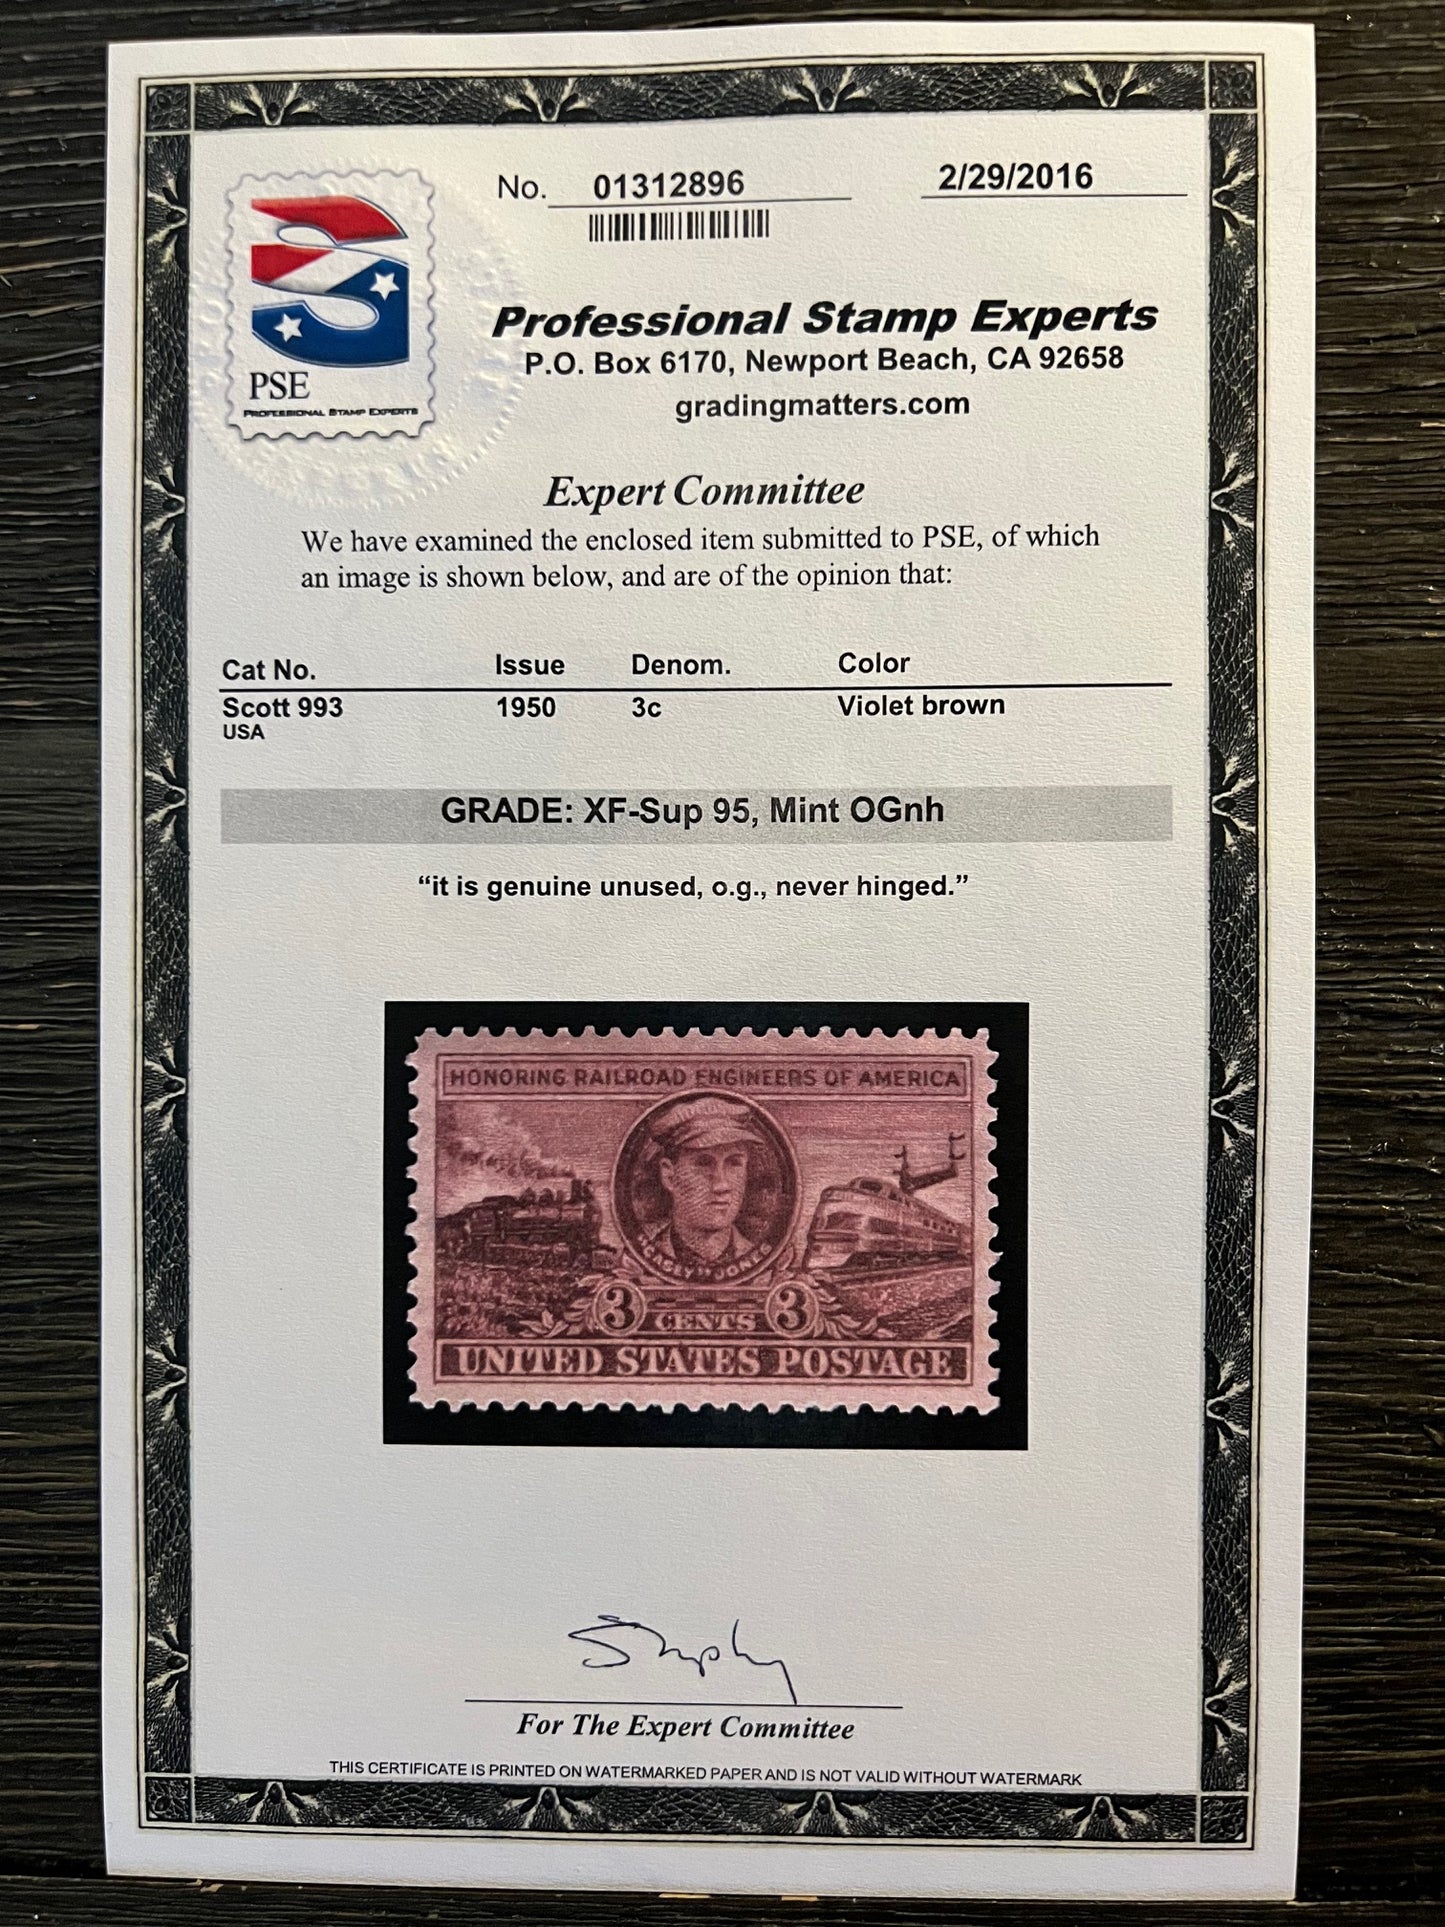 No. 01312896
2/29/2016
PSE
PROFESSIONAL STAMP EXPERTS
Professional Stamp Experts
P.O. Box 6170, Newport Beach, CA 92658
gradingmatters.com
Expert Committee
We have examined the enclosed item submitted to PSE, of which
an image is shown below, and are of the opinion that:
Cat No. Issue Denom. Color
Scott 993 1950 3c Violet brown
USA
GRADE: XF-Sup 95, Mint OGnh
“it is genuine unused, o.g., never hinged.”
HONORING RAILROAD ENGINEERS OF AMERICA
"CASEY" JONES
3 CENTS 3
UNITED STATES POSTAGE
For The Expert Committee
THIS CERTIFICATE IS PRINTED ON WATERMARKED PAPER AND IS NOT VALID WITHOUT WATERMARK